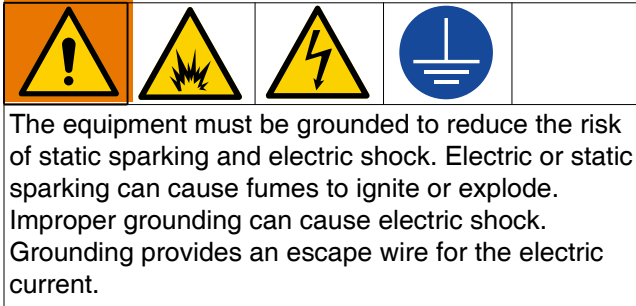 The equipment must be grounded to reduce the risk
of static sparking and electric shock. Electric or static
sparking can cause fumes to ignite or explode.
Improper grounding can cause electric shock.
Grounding provides an escape wire for the electric
current.